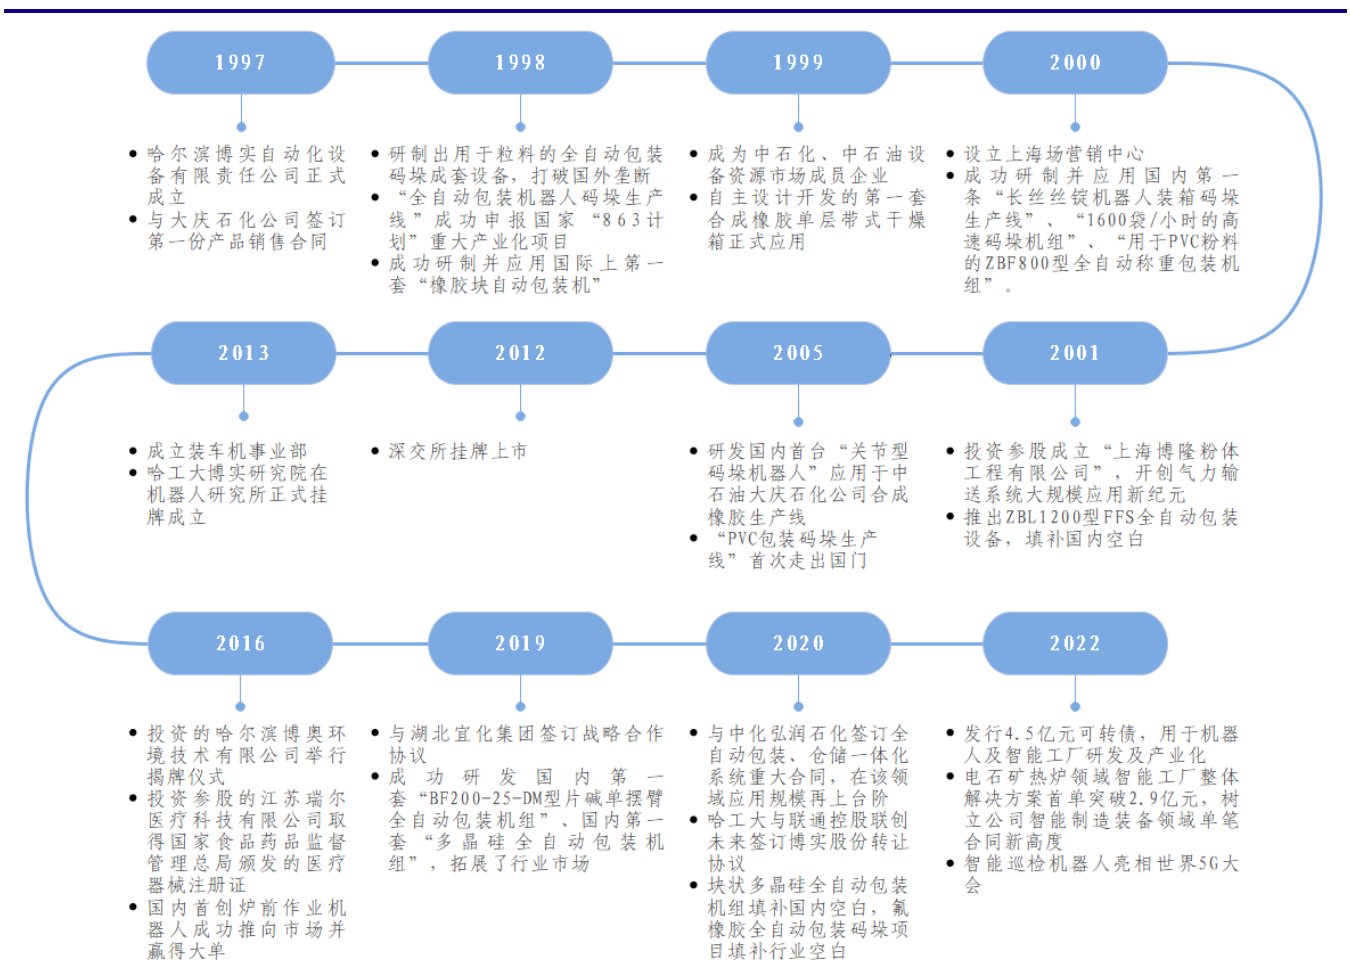 1997
哈尔滨博实自动化设
备有限责任公司正式
成立
与大庆石化公司签订
第一份产品销售合同
1998
研制出用于粒料的全自动包装
码垛成套设备，打破国外垄断
“全自动包装机器人码垛生产
线”成功申报国家“863计
划”重大产业化项目
成功研制并应用国际上第一
套“橡胶块自动包装机”
1999
成为中石化、中石油设
备资源市场成员企业
自主设计开发的第一套
合成橡胶单层带式干燥
箱正式应用
2000
设立上海场营销中心
成功研制并应用国内第一
条“长丝丝锭机器人装箱码垛
生产线”、“1600袋/小时的高
速码垛机组”、“用于PVC粉料
的ZBF800型全自动称重包装机
组”。
2001
投资参股成立“上海博隆粉体
工程有限公司”，开创气力输
送系统大规模应用新纪元
推出ZBL1200型FFS全自动包装
设备，填补国内空白
2005
研发国内首台“关节型
码垛机器人”应用于中
石油大庆石化公司合成
橡胶生产线
“PVC包装码垛生产
线”首次走出国门
2012
深交所挂牌上市
2013
成立装车机事业部
哈工大博实研究院在
机器人研究所正式挂
牌成立
2016
投资的哈尔滨博奥环
境技术有限公司举行
揭牌仪式
投资参股的江苏瑞尔
医疗科技有限公司取
得国家食品药品监督
管理总局颁发的医疗
器械注册证
国内首创炉前作业机
器人成功推向市场并
赢得大单
2019
与湖北宜化集团签订战略合作
协议
成功研发国内第一
套“BF200-25-DM型片碱单摆臂
全自动包装机组”、国内第一
套“多晶硅全自动包装机
组”，拓展了行业市场
2020
与中化弘润石化签订全
自动包装、仓储一体化
系统重大合同，在该领
域应用规模再上台阶
哈工大与联通控股联创
未来签订博实股份转让
协议
块状多晶硅全自动包装
机组填补国内空白，氟
橡胶全自动包装码垛项
目填补行业空白
2022
发行4.5亿元可转债，用于机器
人及智能工厂研发及产业化
电石矿热炉领域智能工厂整体
解决方案首单突破2.9亿元，树
立公司智能制造装备领域单笔
合同新高度
智能巡检机器人亮相世界5G大
会